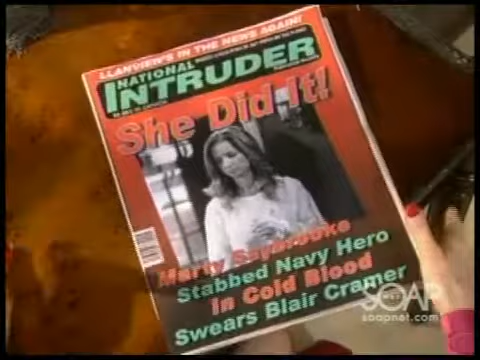 LLANVIEW'S IN THE NEWS AGAIN!
NATIONAL
INTRUDER
She Did It!
Marty Saybrooke
Stabbed Navy Hero
In Cold Blood
Swears Blair Cramer
SOAP
NET
soapnet.com